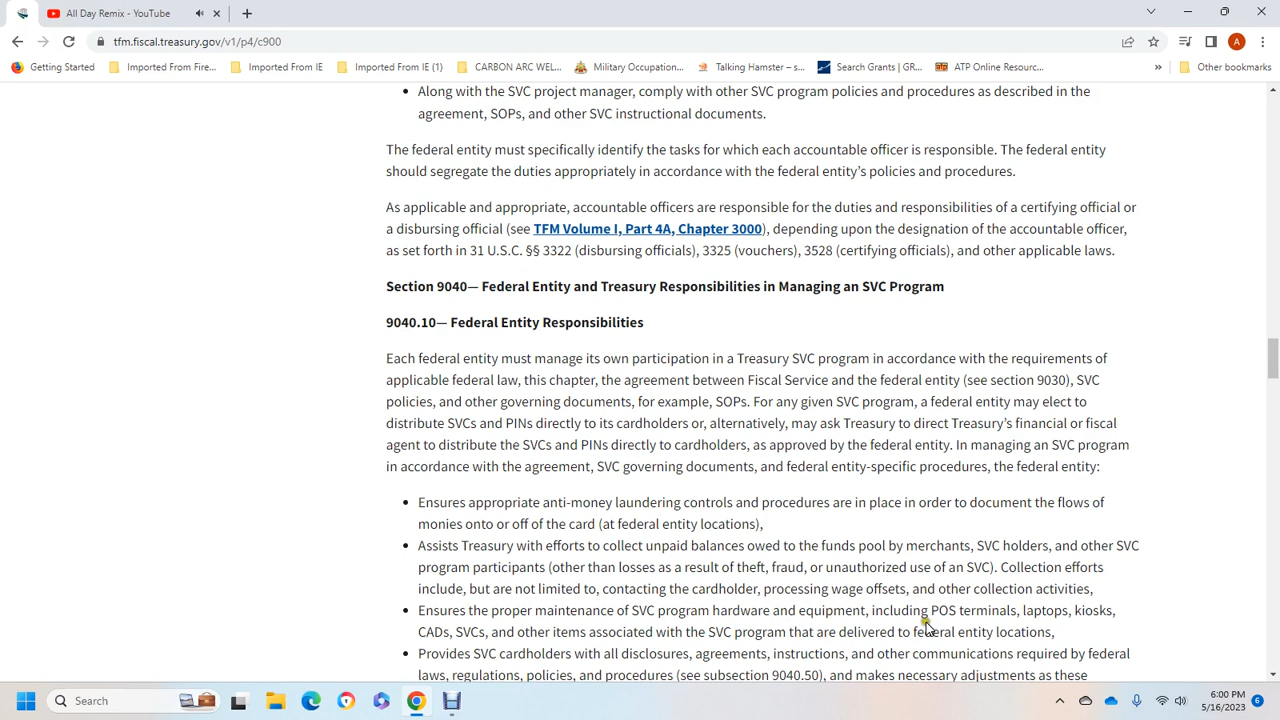 All Day Remix - YouTube
tfm.fiscal.treasury.gov/v1/p4/c900
A
Getting Started
Imported From Fire...
Imported From IE
Imported From IE (1)
CARBON ARC WEL...
Military Occupation...
Talking Hamster – s...
Search Grants | GR...
ATP Online Resourc...
»
Other bookmarks
• Along with the SVC project manager, comply with other SVC program policies and procedures as described in the
agreement, SOPs, and other SVC instructional documents.
The federal entity must specifically identify the tasks for which each accountable officer is responsible. The federal entity
should segregate the duties appropriately in accordance with the federal entity's policies and procedures.
As applicable and appropriate, accountable officers are responsible for the duties and responsibilities of a certifying official or
a disbursing official (see TFM Volume I, Part 4A, Chapter 3000), depending upon the designation of the accountable officer,
as set forth in 31 U.S.C. §§ 3322 (disbursing officials), 3325 (vouchers), 3528 (certifying officials), and other applicable laws.
Section 9040— Federal Entity and Treasury Responsibilities in Managing an SVC Program
9040.10— Federal Entity Responsibilities
Each federal entity must manage its own participation in a Treasury SVC program in accordance with the requirements of
applicable federal law, this chapter, the agreement between Fiscal Service and the federal entity (see section 9030), SVC
policies, and other governing documents, for example, SOPs. For any given SVC program, a federal entity may elect to
distribute SVCs and PINs directly to its cardholders or, alternatively, may ask Treasury to direct Treasury's financial or fiscal
agent to distribute the SVCs and PINs directly to cardholders, as approved by the federal entity. In managing an SVC program
in accordance with the agreement, SVC governing documents, and federal entity-specific procedures, the federal entity:
• Ensures appropriate anti-money laundering controls and procedures are in place in order to document the flows of
monies onto or off of the card (at federal entity locations),
• Assists Treasury with efforts to collect unpaid balances owed to the funds pool by merchants, SVC holders, and other SVC
program participants (other than losses as a result of theft, fraud, or unauthorized use of an SVC). Collection efforts
include, but are not limited to, contacting the cardholder, processing wage offsets, and other collection activities,
• Ensures the proper maintenance of SVC program hardware and equipment, including POS terminals, laptops, kiosks,
CADs, SVCs, and other items associated with the SVC program that are delivered to federal entity locations,
• Provides SVC cardholders with all disclosures, agreements, instructions, and other communications required by federal
laws, regulations, policies, and procedures (see subsection 9040.50), and makes necessary adjustments as these
Search
6:00 PM
5/16/2023
6